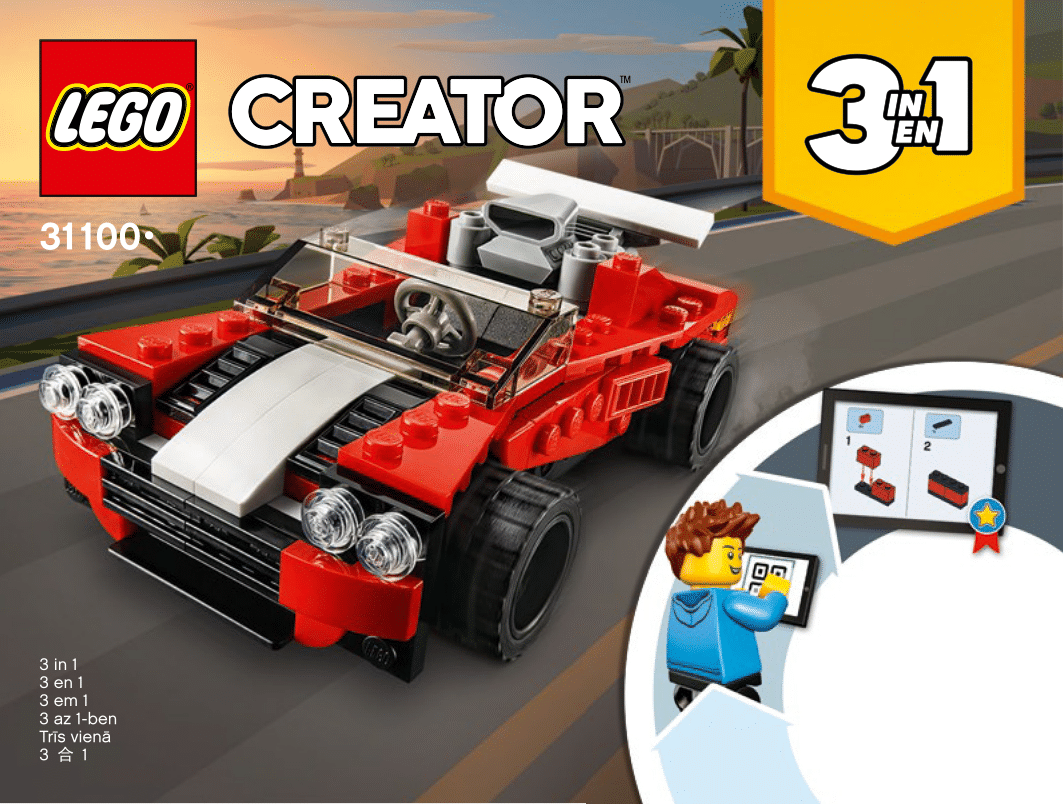 LEGO®
CREATOR™
3 IN 1
EN
31100
1
2
LEGO
3 in 1
3 en 1
3 em 1
3 az 1-ben
Trīs vienā
3 合 1